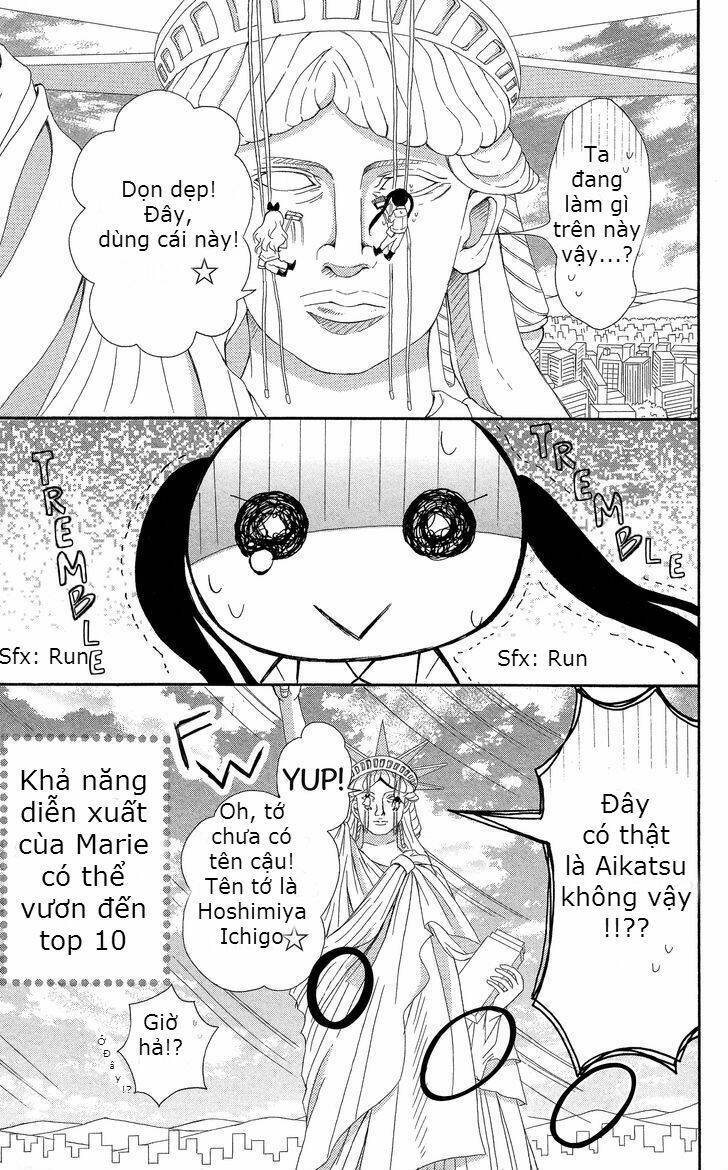 Ta
đang
làm gì
trên này
vậy...?
Dọn dẹp!
Đây,
dùng cái này!
TREMBLE
TREMBLE
Sfx: Run
Sfx: Run
Đây
có thật
là Aikatsu
không vậy
!!??
YUP!
Oh, tớ
chưa có
tên cậu!
Tên tớ là
Hoshimiya
Ichigo
FW
Khả năng
diễn xuất
cùa Marie
có thể
vươn đến
top 10
Giờ
hả!?
Ở
Đ
â
y
!?